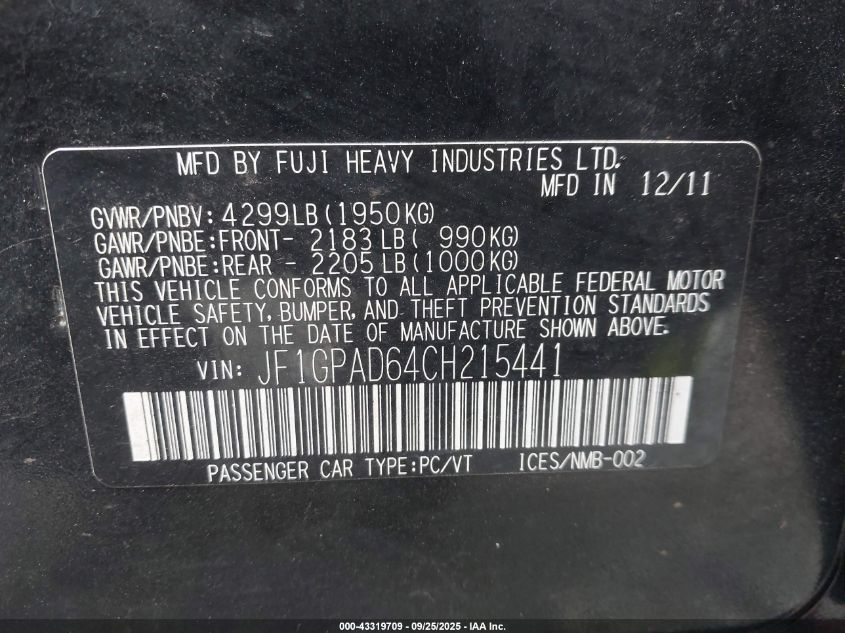 MFD BY FUJI HEAVY INDUSTRIES LTD.
MFD IN 12/11
GVWR/PNBV: 4299LB(1950KG)
GAWR/PNBE:FRONT- 2183LB( 990KG)
GAWR/PNBE:REAR - 2205LB(1000KG)
THIS VEHICLE CONFORMS TO ALL APPLICABLE FEDERAL MOTOR
VEHICLE SAFETY, BUMPER, AND THEFT PREVENTION STANDARDS
IN EFFECT ON THE DATE OF MANUFACTURE SHOWN ABOVE.
VIN: JF1GPAD64CH215441
PASSENGER CAR TYPE:PC/VT ICES/NMB-002
000-43319709 - 09/25/2025 - IAA Inc.